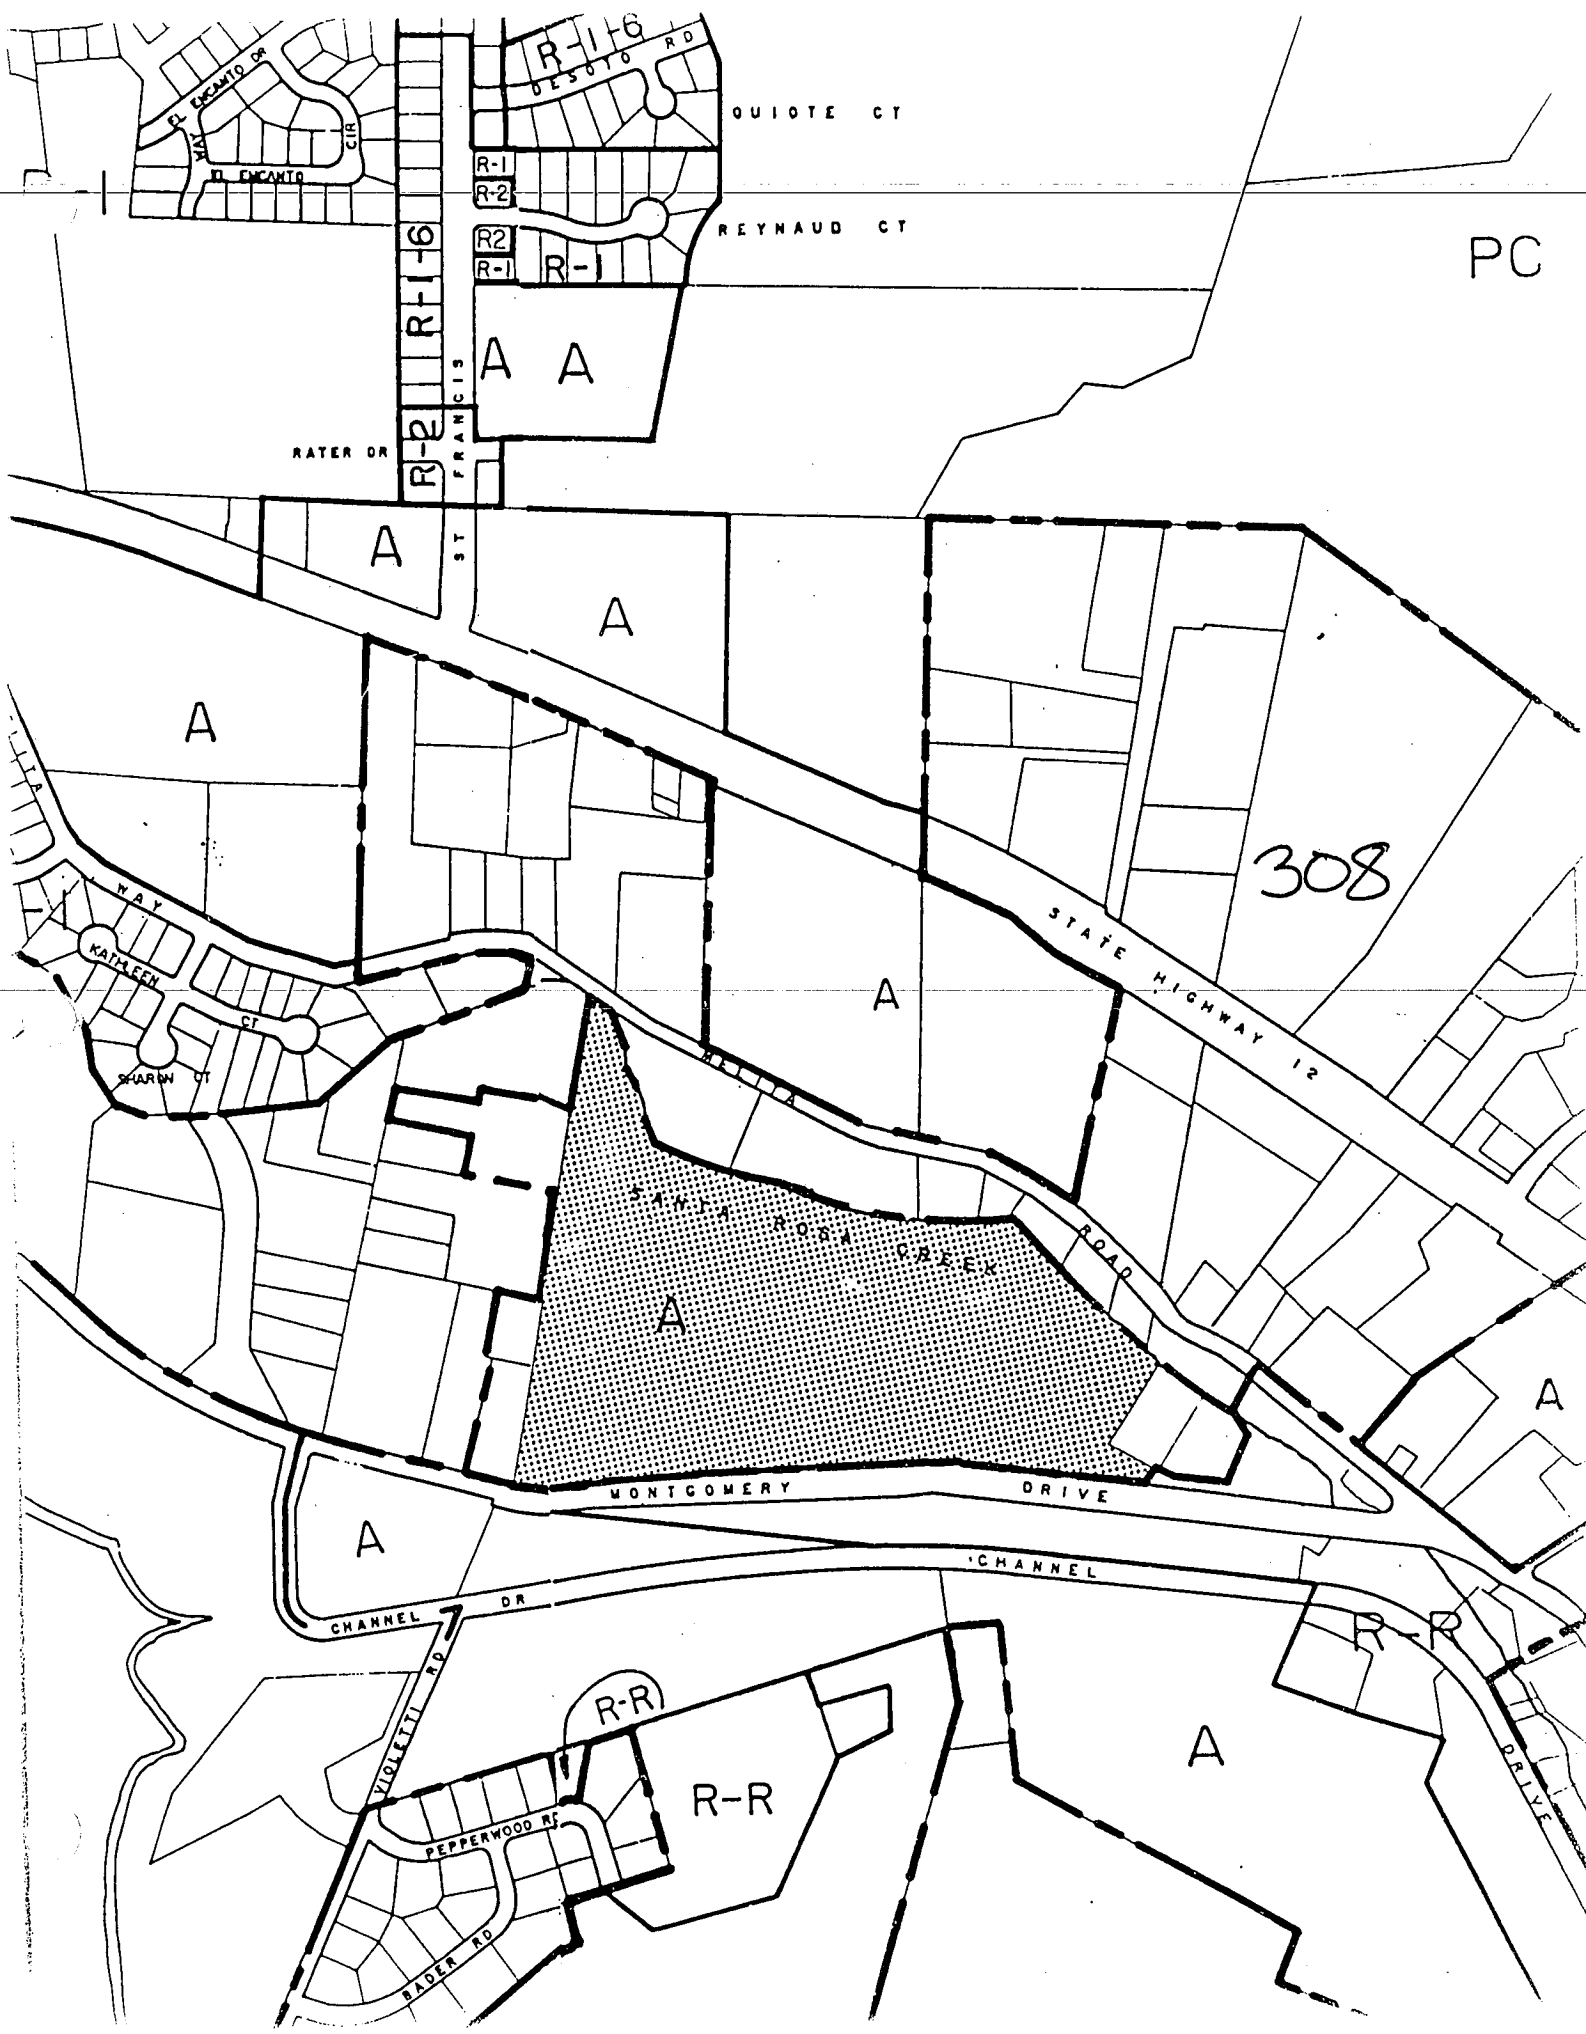 R-1-6
DESOTO RD
EL ENCANTO DR
QUIOTE CT
WAY
CIR
EL ENCANTO
R-1
R-2
REYNAUD CT
R2
R-1
R-1
R-1-6
PC
A
A
RATER DR
R-2
ST FRANCIS
A
A
A
308
WAY
STATE HIGHWAY 12
KATHLEEN CT
A
SHARON CT
MELITA ROAD
SANTA ROSA CREEK
A
A
MONTGOMERY DRIVE
A
CHANNEL DR
CHANNEL DRIVE
R-R
VIOLETTI RD
R-R
A
R-R
PEPPERWOOD RD
BADER RD